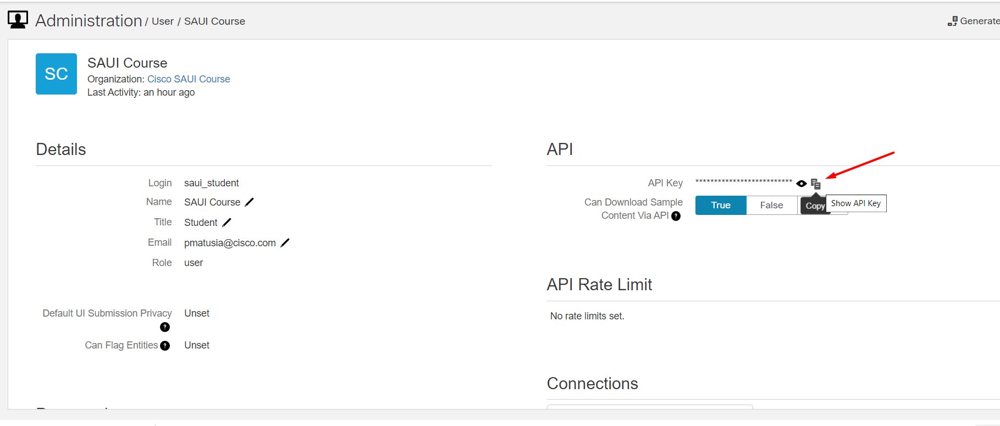 Administration / User / SAUI Course
Generate
SC
SAUI Course
Organization: Cisco SAUI Course
Last Activity: an hour ago
Details
Login saui_student
Name SAUI Course
Title Student
Email pmatusia@cisco.com
Role user
Default UI Submission Privacy Unset
?
Can Flag Entities ? Unset
API
API Key **************************
Can Download Sample
Content Via API ?
True False
Copy
Show API Key
API Rate Limit
No rate limits set.
Connections